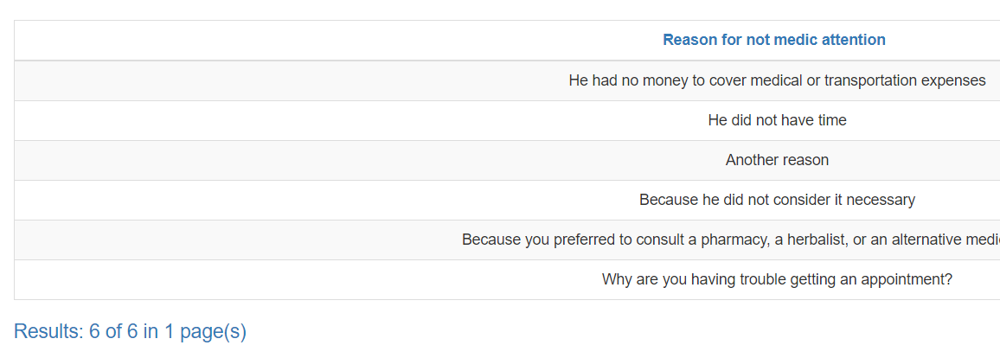 Reason for not medic attention
He had no money to cover medical or transportation expenses
He did not have time
Another reason
Because he did not consider it necessary
Because you preferred to consult a pharmacy, a herbalist, or an alternative
Why are you having trouble getting an appointment?
Results: 6 of 6 in 1 page(s)